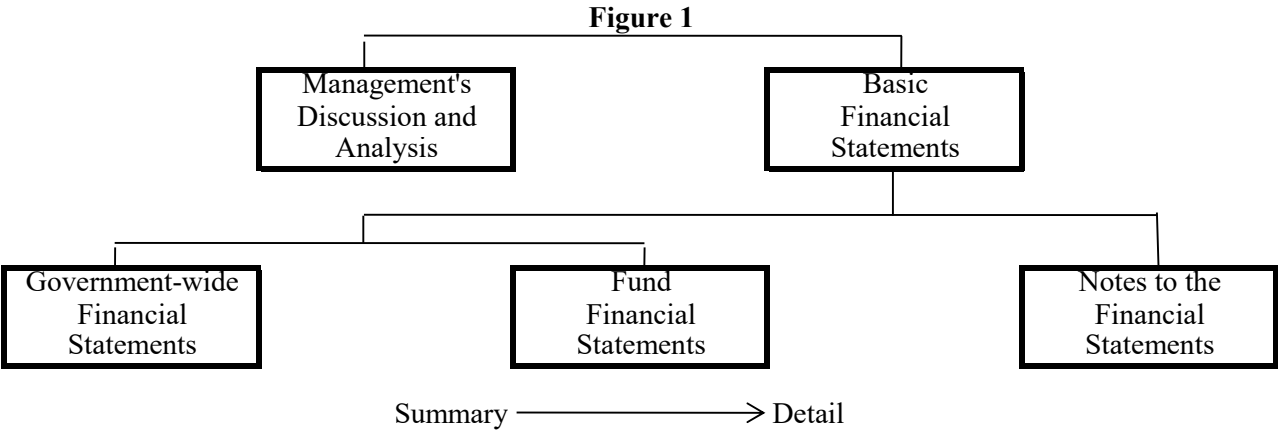 Figure 1
Management's
Discussion and
Analysis
Basic
Financial
Statements
Government-wide
Financial
Statements
Fund
Financial
Statements
Notes to the
Financial
Statements
Summary
Detail